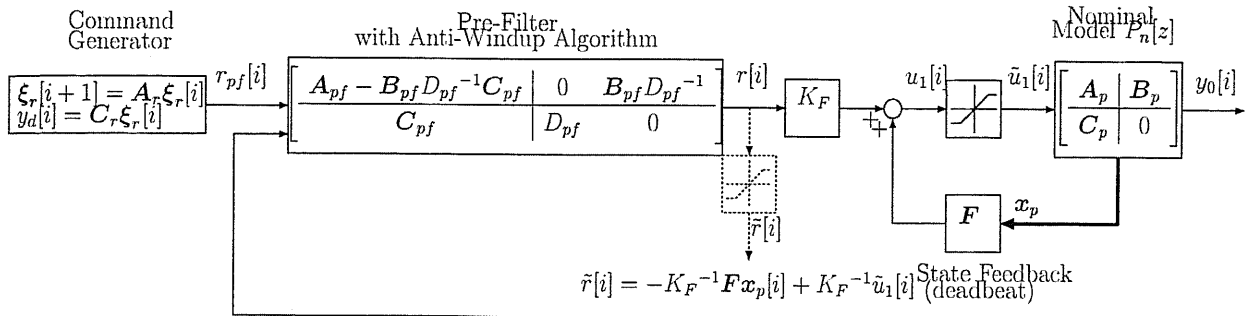 Command
Generator
ξ_r[i + 1] = A_r ξ_r[i]
y_d[i] = C_r ξ_r[i]
r_pf[i]
Pre-Filter
with Anti-Windup Algorithm
A_pf − B_pf D_pf^−1 C_pf 0 B_pf D_pf^−1
C_pf D_pf 0
r[i]
K_F
+
+
u_1[i]
ũ_1[i]
Nominal
Model P_n[z]
A_p B_p
C_p 0
y_0[i]
F
x_p
State Feedback
(deadbeat)
r̃[i]
r̃[i] = −K_F^−1 F x_p[i] + K_F^−1 ũ_1[i]